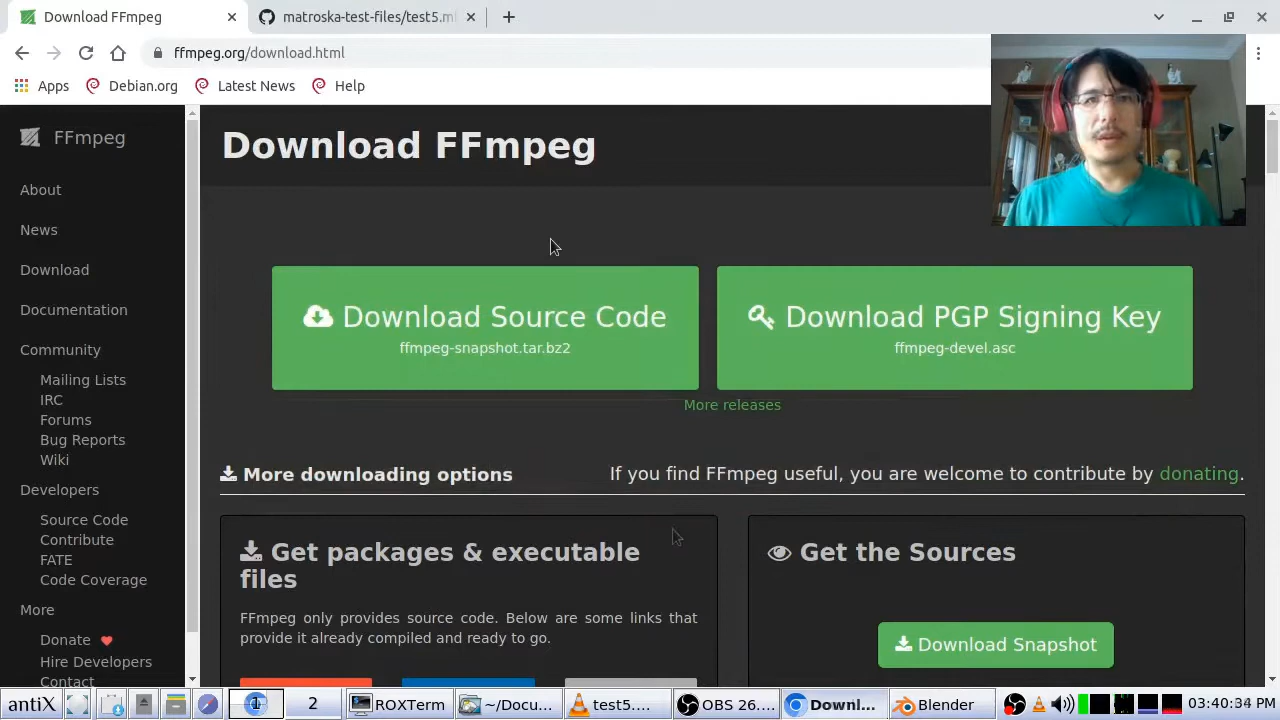 Download FFmpeg
matroska-test-files/test5.m
ffmpeg.org/download.html
Apps
Debian.org
Latest News
Help
FFmpeg
About
News
Download
Documentation
Community
Mailing Lists
IRC
Forums
Bug Reports
Wiki
Developers
Source Code
Contribute
FATE
Code Coverage
More
Donate
Hire Developers
Contact
Download FFmpeg
Download Source Code
ffmpeg-snapshot.tar.bz2
Download PGP Signing Key
ffmpeg-devel.asc
More releases
More downloading options
If you find FFmpeg useful, you are welcome to contribute by donating.
Get packages & executable
files
FFmpeg only provides source code. Below are some links that
provide it already compiled and ready to go.
Get the Sources
Download Snapshot
antiX
1
2
ROXTerm
~/Docu...
test5....
OBS 26....
Downl...
Blender
03:40:34 PM